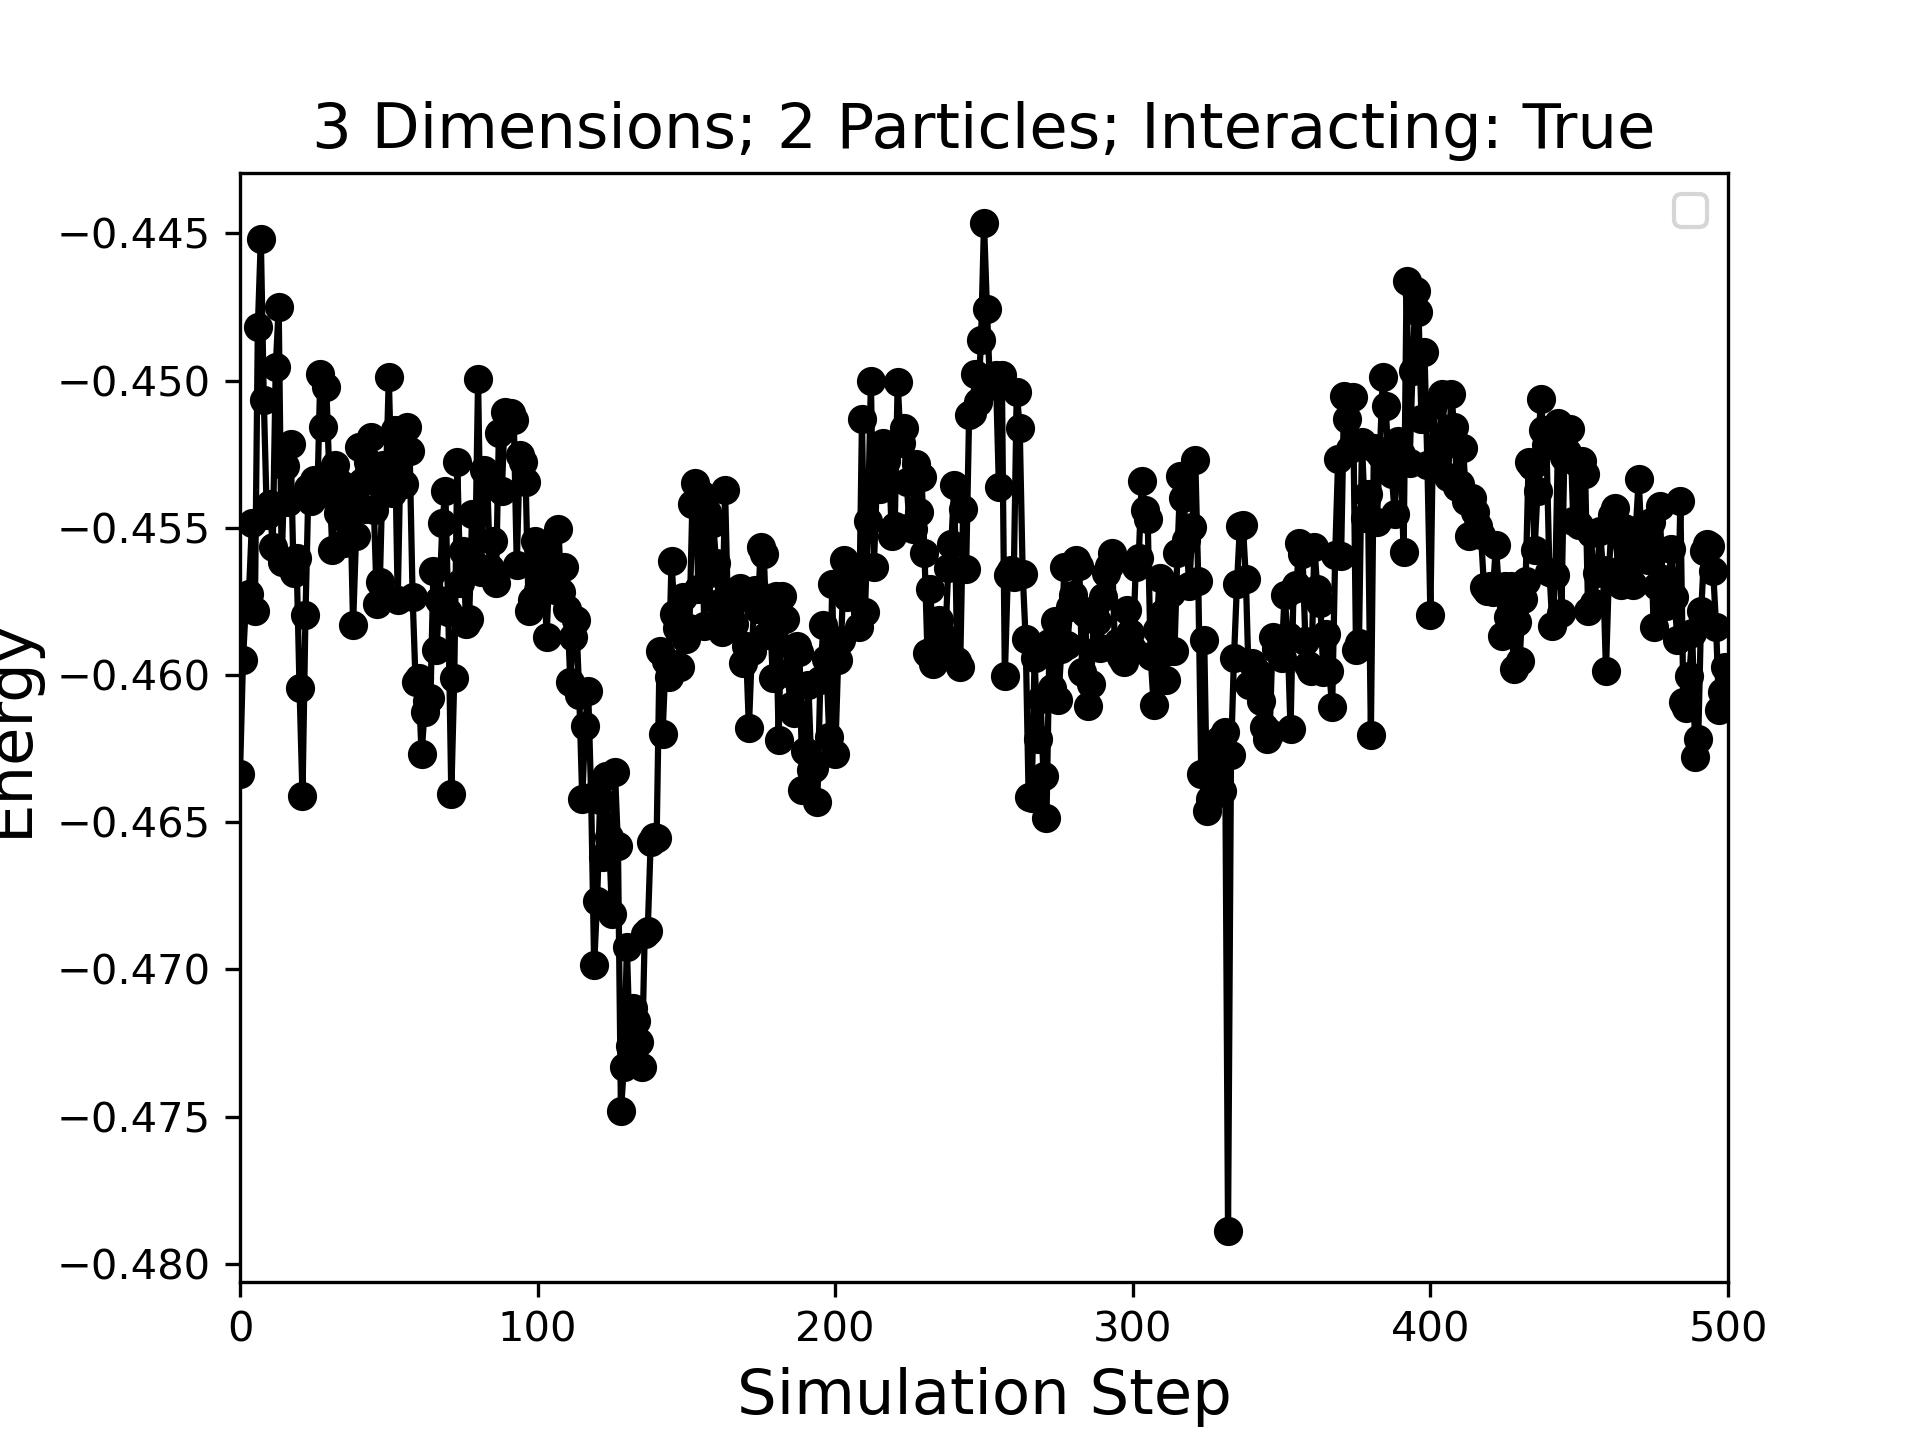 3 Dimensions; 2 Particles; Interacting: True
−0.445
−0.450
−0.455
−0.460
−0.465
−0.470
−0.475
−0.480
Energy
0 100 200 300 400 500
Simulation Step